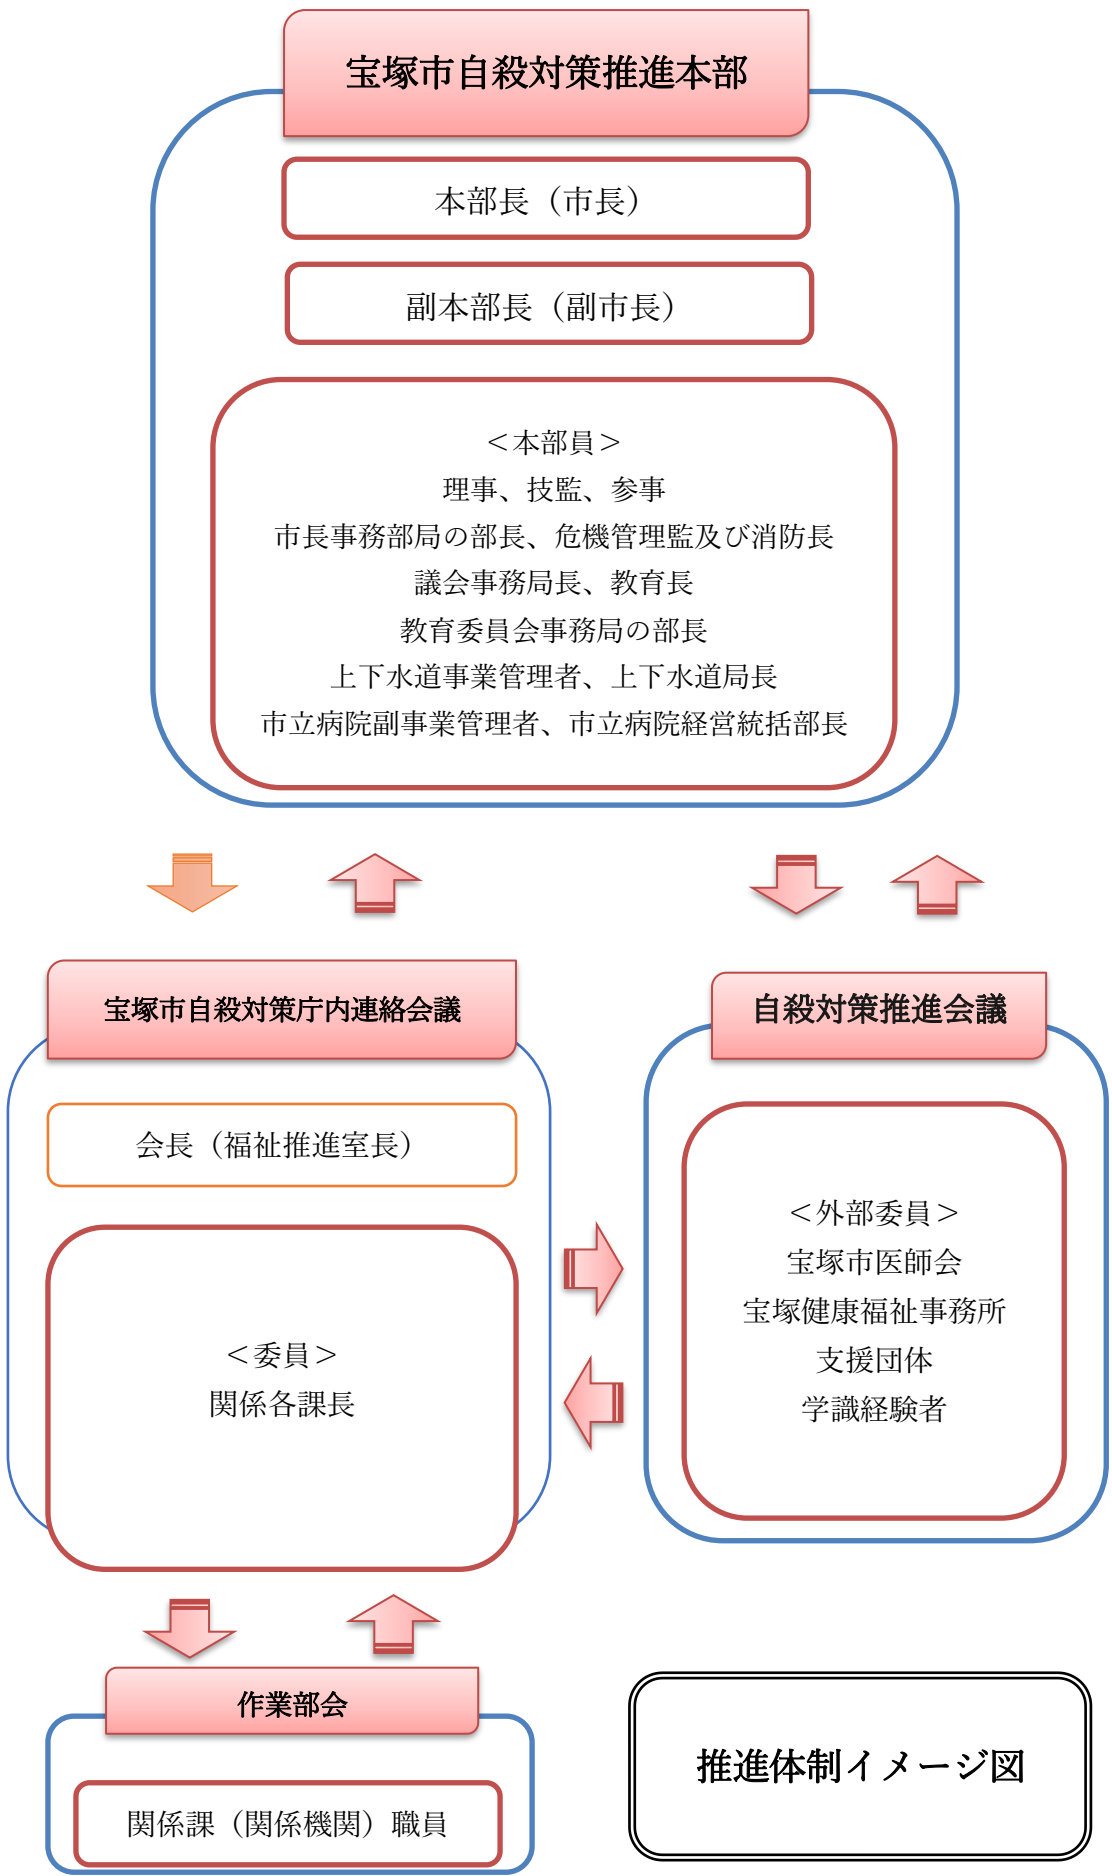 宝塚市自殺対策推進本部
本部長（市長）
副本部長（副市長）
＜本部員＞
理事、技監、参事
市長事務部局の部長、危機管理監及び消防長
議会事務局長、教育長
教育委員会事務局の部長
上下水道事業管理者、上下水道局長
市立病院副事業管理者、市立病院経営統括部長
宝塚市自殺対策庁内連絡会議
会長（福祉推進室長）
＜委員＞
関係各課長
自殺対策推進会議
＜外部委員＞
宝塚市医師会
宝塚健康福祉事務所
支援団体
学識経験者
作業部会
関係課（関係機関）職員
推進体制イメージ図